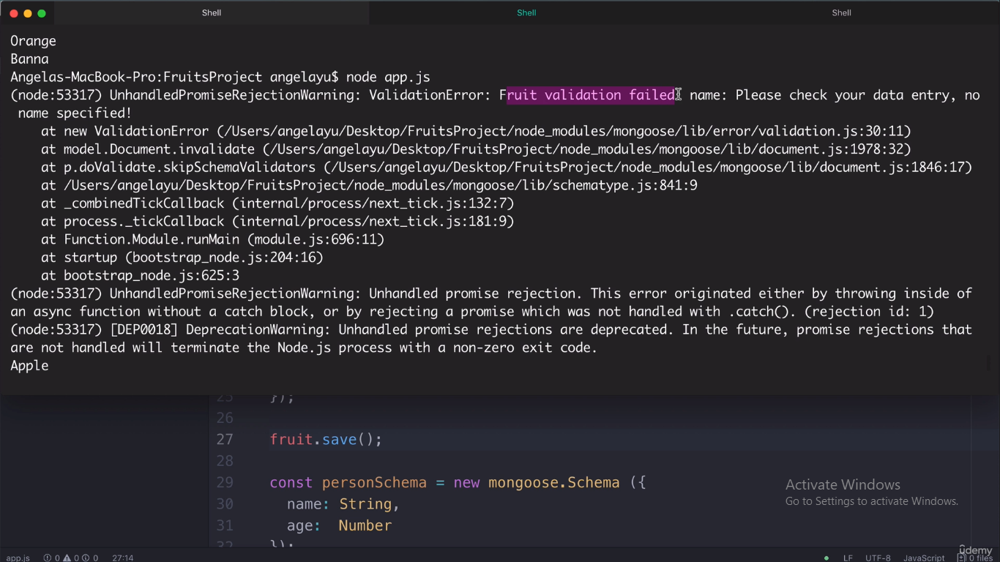 Shell
Shell
Shell
Orange
Banna
Angelas-MacBook-Pro:FruitsProject angelayu$ node app.js
(node:53317) UnhandledPromiseRejectionWarning: ValidationError: Fruit validation failed: name: Please check your data entry, no
name specified!
at new ValidationError (/Users/angelayu/Desktop/FruitsProject/node_modules/mongoose/lib/error/validation.js:30:11)
at model.Document.invalidate (/Users/angelayu/Desktop/FruitsProject/node_modules/mongoose/lib/document.js:1978:32)
at p.doValidate.skipSchemaValidators (/Users/angelayu/Desktop/FruitsProject/node_modules/mongoose/lib/document.js:1846:17)
at /Users/angelayu/Desktop/FruitsProject/node_modules/mongoose/lib/schematype.js:841:9
at _combinedTickCallback (internal/process/next_tick.js:132:7)
at process._tickCallback (internal/process/next_tick.js:181:9)
at Function.Module.runMain (module.js:696:11)
at startup (bootstrap_node.js:204:16)
at bootstrap_node.js:625:3
(node:53317) UnhandledPromiseRejectionWarning: Unhandled promise rejection. This error originated either by throwing inside of
an async function without a catch block, or by rejecting a promise which was not handled with .catch(). (rejection id: 1)
(node:53317) [DEP0018] DeprecationWarning: Unhandled promise rejections are deprecated. In the future, promise rejections that
are not handled will terminate the Node.js process with a non-zero exit code.
Apple
25 });
26
27 fruit.save();
28
29 const personSchema = new mongoose.Schema ({
30 name: String,
31 age: Number
32 });
Activate Windows
Go to Settings to activate Windows.
app.js 0 0 0 27:14 LF UTF-8 JavaScript 0 files
udemy